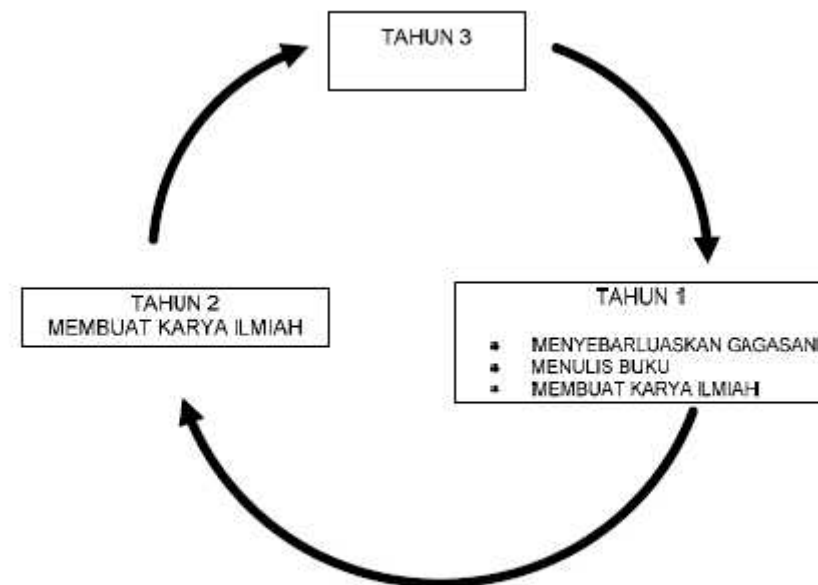 TAHUN 3
TAHUN 1
• MENYEBARLUASKAN GAGASAN
• MENULIS BUKU
• MEMBUAT KARYA ILMIAH
TAHUN 2
MEMBUAT KARYA ILMIAH